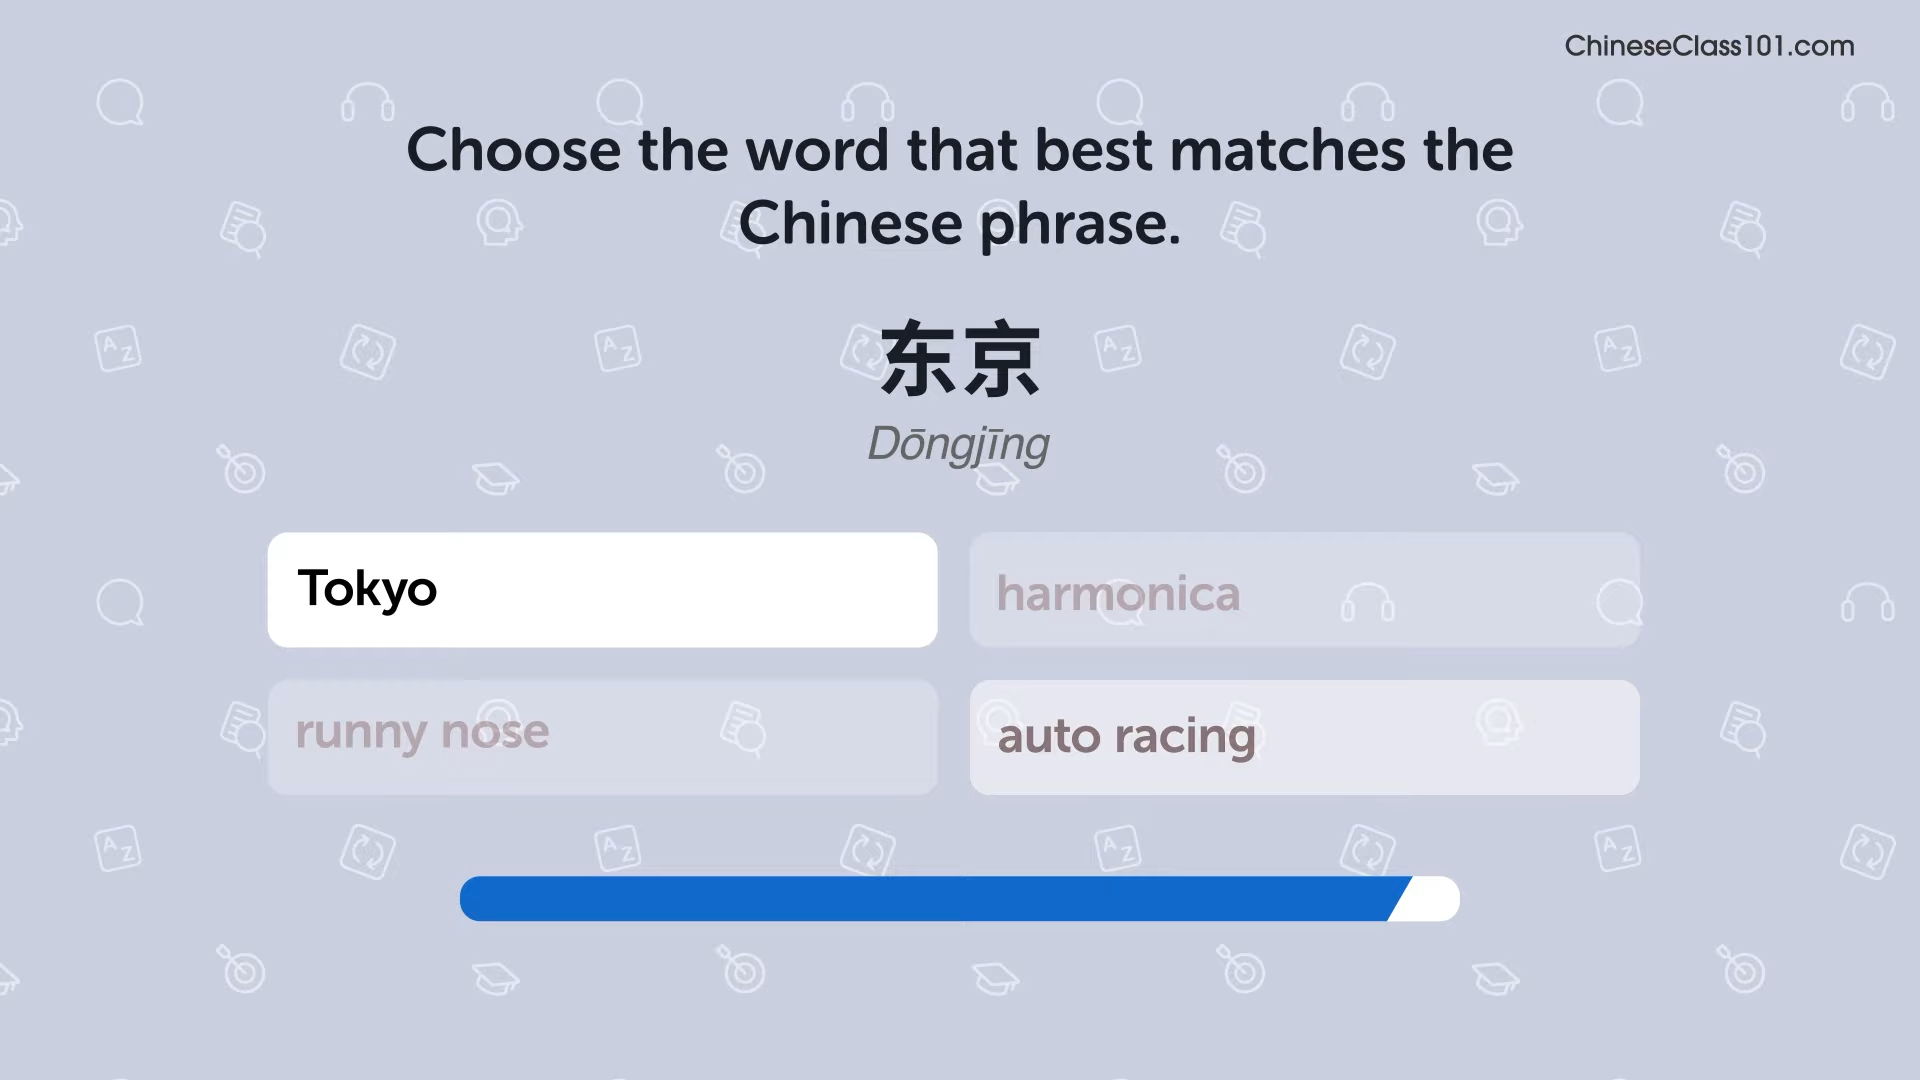 ChineseClass101.com
Choose the word that best matches the
Chinese phrase.
东京
Dōngjīng
Tokyo
harmonica
runny nose
auto racing